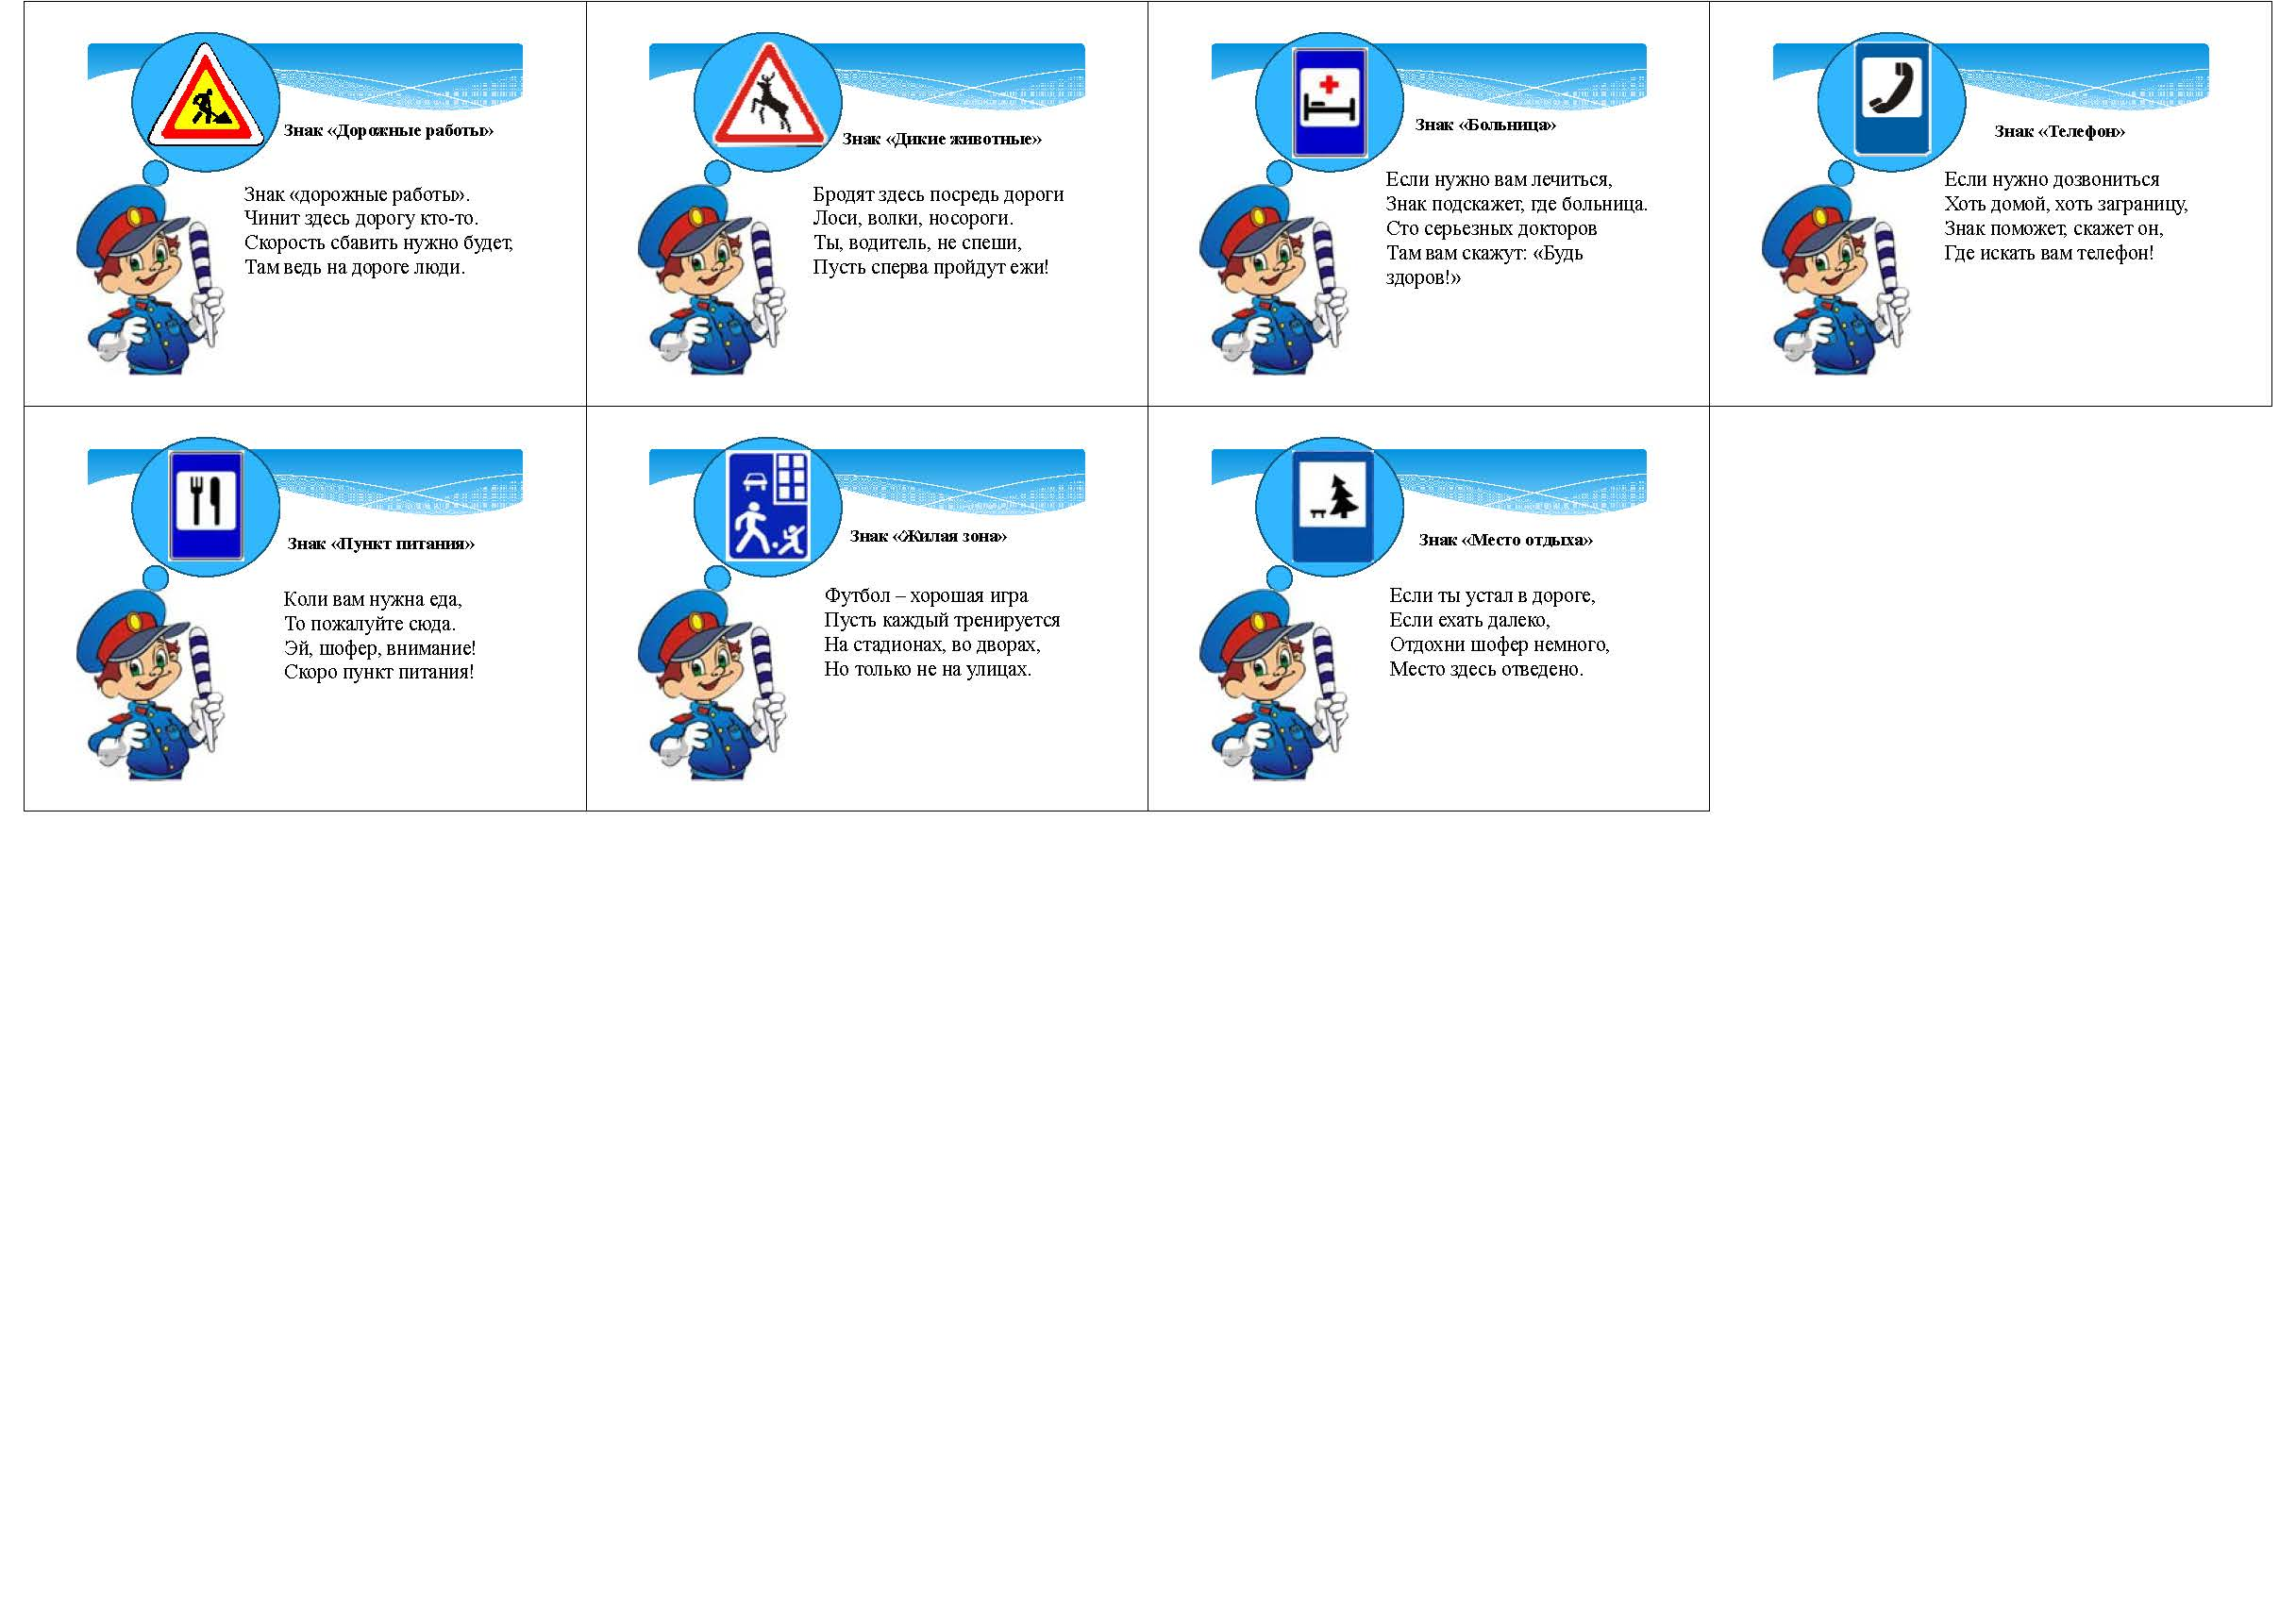 Знак «Дорожные работы»
Знак «дорожные работы».
Чинит здесь дорогу кто-то.
Скорость сбавить нужно будет,
Там ведь на дороге люди.
Знак «Дикие животные»
Бродят здесь посредь дороги
Лоси, волки, носороги.
Ты, водитель, не спеши,
Пусть сперва пройдут ежи!
Знак «Больница»
Если нужно вам лечиться,
Знак подскажет, где больница.
Сто серьезных докторов
Там вам скажут: «Будь
здоров!»
Знак «Телефон»
Если нужно дозвониться
Хоть домой, хоть заграницу,
Знак поможет, скажет он,
Где искать вам телефон!
Знак «Пункт питания»
Коли вам нужна еда,
То пожалуйте сюда.
Эй, шофер, внимание!
Скоро пункт питания!
Знак «Жилая зона»
Футбол – хорошая игра
Пусть каждый тренируется
На стадионах, во дворах,
Но только не на улицах.
Знак «Место отдыха»
Если ты устал в дороге,
Если ехать далеко,
Отдохни шофер немного,
Место здесь отведено.